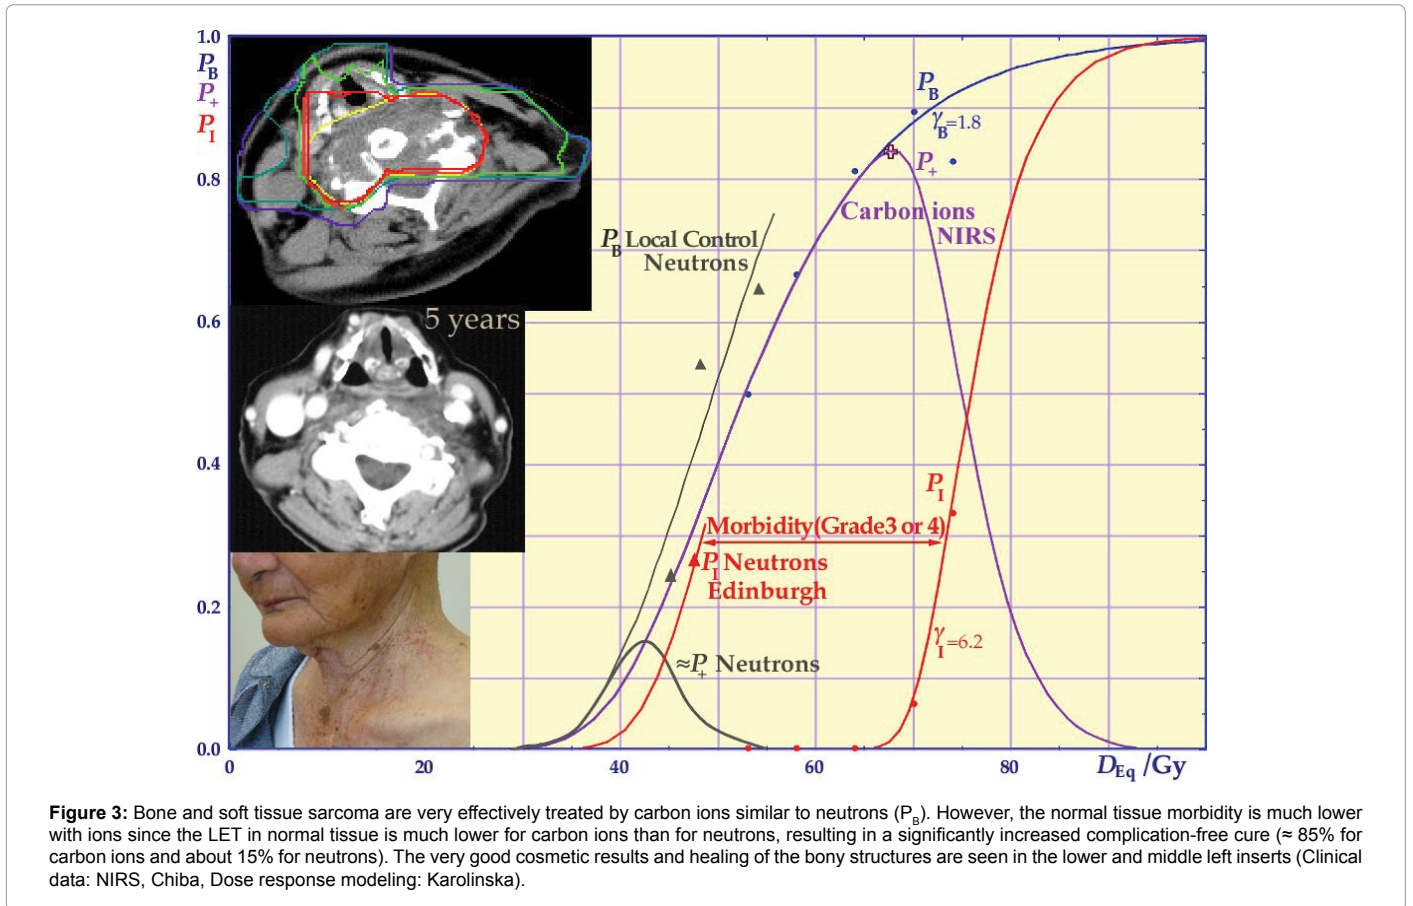 1.0
P_B
P_+
P_I
0.8
0.6
0.4
0.2
0.0
5 years
P_B
γ_B=1.8
P_+
Carbon ions
NIRS
P_B Local Control
Neutrons
P_I
Morbidity(Grade3 or 4)
P_I Neutrons
Edinburgh
γ_I=6.2
≈P_+ Neutrons
0 20 40 60 80 D_Eq /Gy
Figure 3: Bone and soft tissue sarcoma are very effectively treated by carbon ions similar to neutrons (P_B). However, the normal tissue morbidity is much lower
with ions since the LET in normal tissue is much lower for carbon ions than for neutrons, resulting in a significantly increased complication-free cure (≈ 85% for
carbon ions and about 15% for neutrons). The very good cosmetic results and healing of the bony structures are seen in the lower and middle left inserts (Clinical
data: NIRS, Chiba, Dose response modeling: Karolinska).